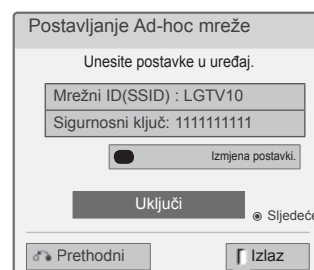 Postavljanje Ad-hoc mreže
Unesite postavke u uređaj.
Mrežni ID(SSID) : LGTV10
Sigurnosni ključ: 1111111111
Izmjena postavki.
Uključi
Sljedeće
Prethodni
Izlaz